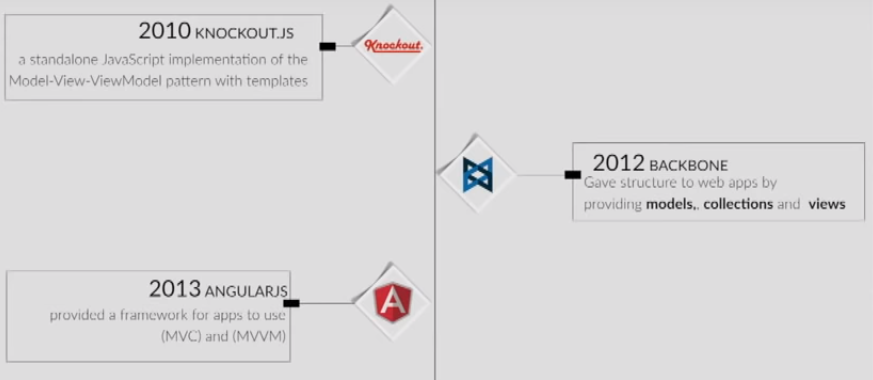 2010 KNOCKOUT.JS
a standalone JavaScript implementation of the
Model-View-ViewModel pattern with templates
Knockout.
2012 BACKBONE
Gave structure to web apps by
providing models,. collections and views
2013 ANGULARJS
provided a framework for apps to use
(MVC) and (MVVM)
A